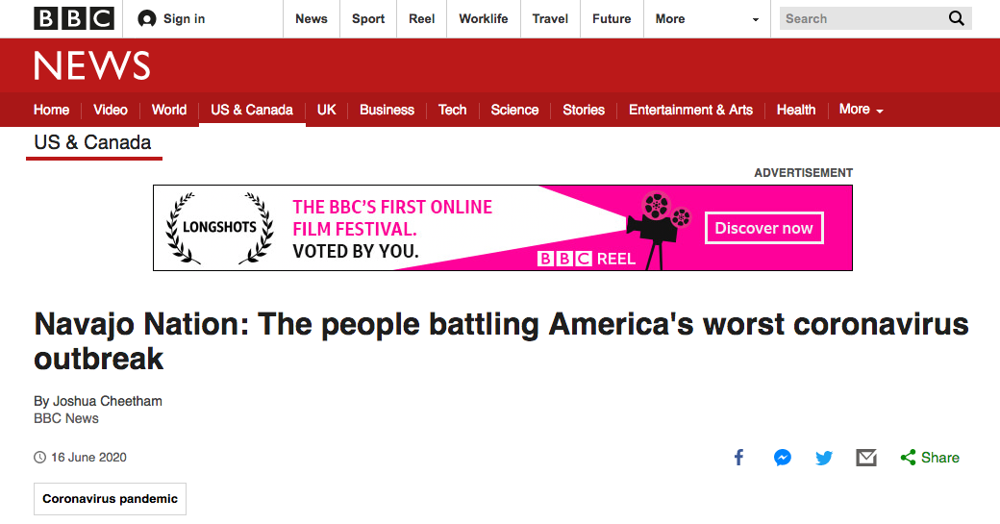 BBC Sign in News Sport Reel Worklife Travel Future More Search
NEWS
Home Video World US & Canada UK Business Tech Science Stories Entertainment & Arts Health More
US & Canada
ADVERTISEMENT
LONGSHOTS
THE BBC'S FIRST ONLINE
FILM FESTIVAL.
VOTED BY YOU.
BBC REEL
Discover now
Navajo Nation: The people battling America's worst coronavirus
outbreak
By Joshua Cheetham
BBC News
16 June 2020
Share
Coronavirus pandemic